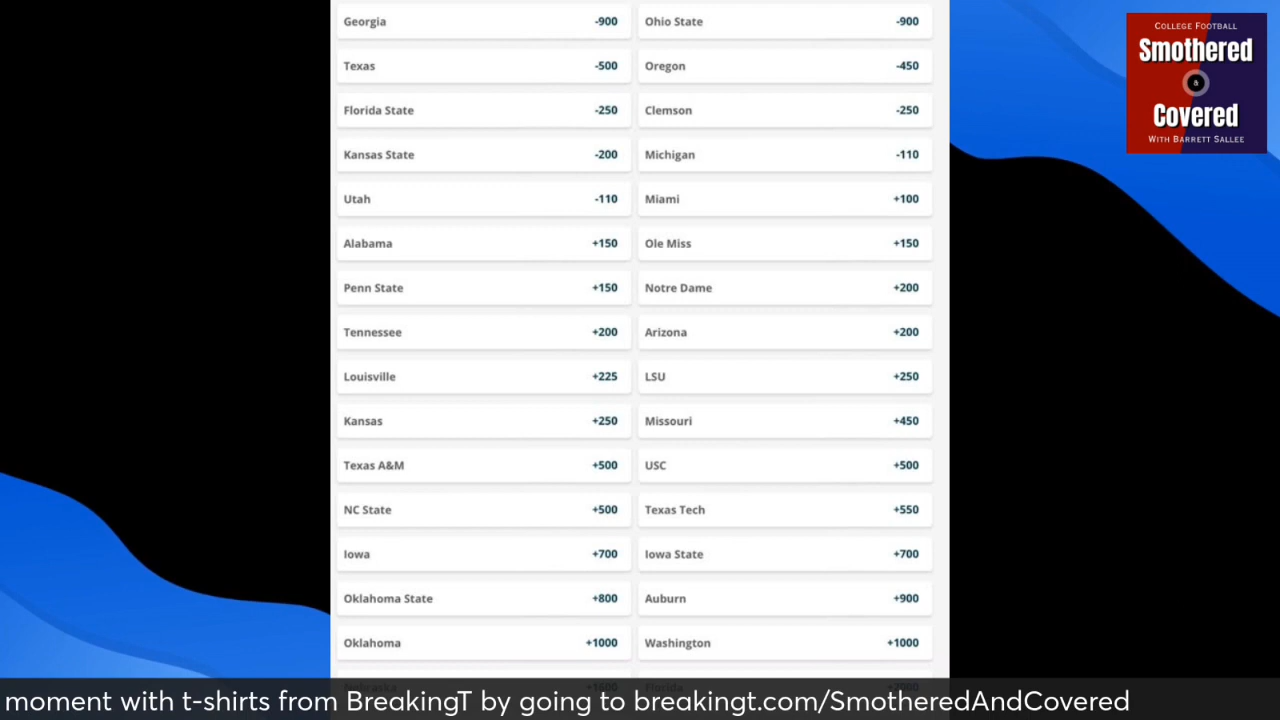 Georgia -900 Ohio State -900
Texas -500 Oregon -450
Florida State -250 Clemson -250
Kansas State -200 Michigan -110
Utah -110 Miami +100
Alabama +150 Ole Miss +150
Penn State +150 Notre Dame +200
Tennessee +200 Arizona +200
Louisville +225 LSU +250
Kansas +250 Missouri +450
Texas A&M +500 USC +500
NC State +500 Texas Tech +550
Iowa +700 Iowa State +700
Oklahoma State +800 Auburn +900
Oklahoma +1000 Washington +1000
Nebraska Florida
COLLEGE FOOTBALL
Smothered
&
Covered
WITH BARRETT SALLEE
moment with t-shirts from BreakingT by going to breakingt.com/SmotheredAndCovered